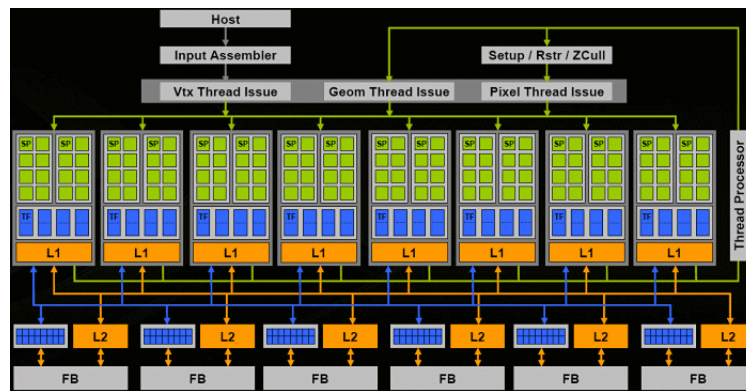 Host
Input Assembler
Setup / Rstr / ZCull
Vtx Thread Issue
Geom Thread Issue
Pixel Thread Issue
SP SP SP SP SP SP SP SP SP SP SP SP SP SP SP SP
Thread Processor
TF TF TF TF TF TF TF TF
L1 L1 L1 L1 L1 L1 L1 L1
L2 L2 L2 L2 L2 L2
FB FB FB FB FB FB